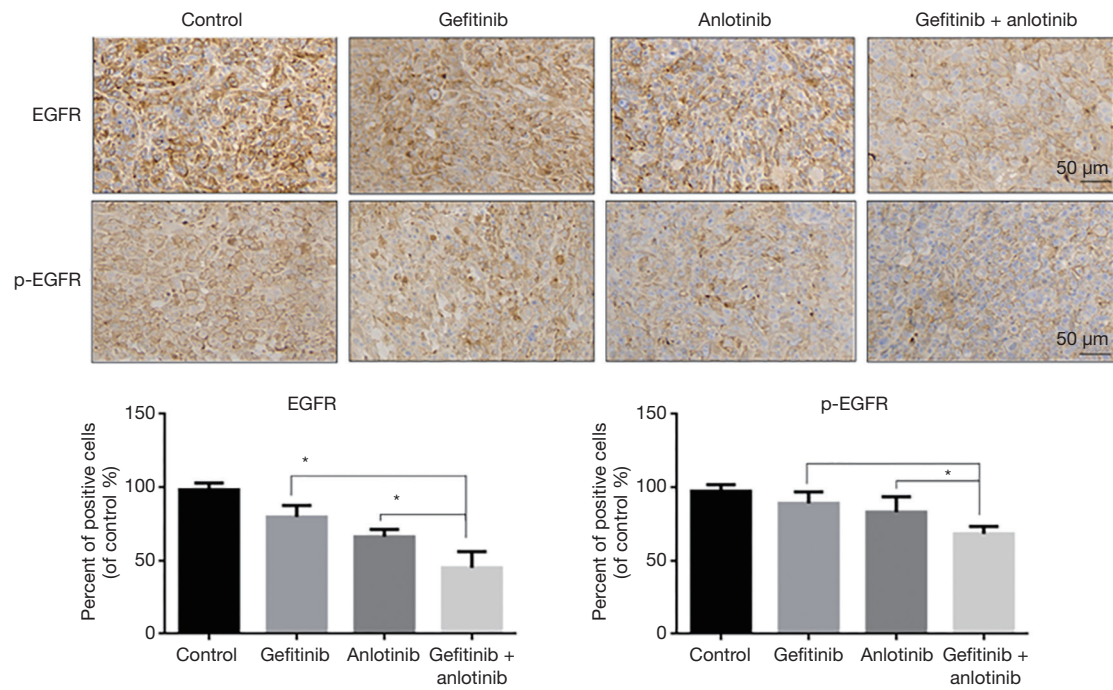 Control
Gefitinib
Anlotinib
Gefitinib + anlotinib
EGFR
50 μm
p-EGFR
50 μm
EGFR
Percent of positive cells
(of control %)
150
100
50
0
*
*
Control
Gefitinib
Anlotinib
Gefitinib +
anlotinib
p-EGFR
Percent of positive cells
(of control %)
150
100
50
0
*
Control
Gefitinib
Anlotinib
Gefitinib +
anlotinib